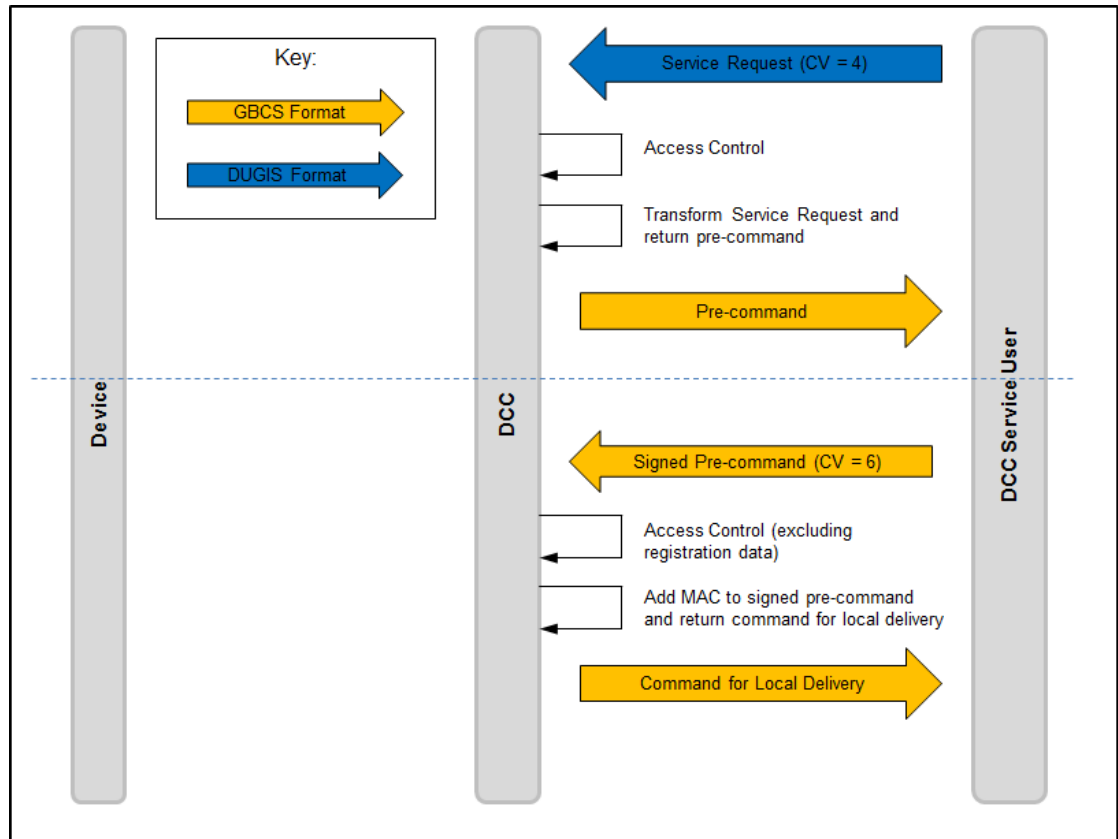 Key:
GBCS Format
DUGIS Format
Service Request (CV = 4)
Access Control
Transform Service Request and
return pre-command
Pre-command
Device
DCC
DCC Service User
Signed Pre-command (CV = 6)
Access Control (excluding
registration data)
Add MAC to signed pre-command
and return command for local delivery
Command for Local Delivery